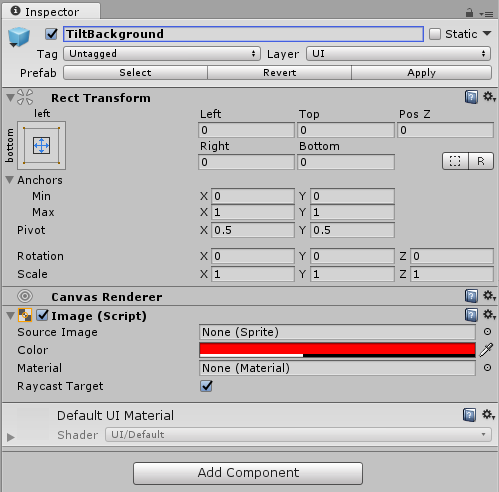 Inspector
TiltBackground Static
Tag Untagged Layer UI
Prefab Select Revert Apply
Rect Transform
left Left Top Pos Z
bottom 0 0 0
Right Bottom
0 0 R
Anchors
Min X 0 Y 0
Max X 1 Y 1
Pivot X 0.5 Y 0.5
Rotation X 0 Y 0 Z 0
Scale X 1 Y 1 Z 1
Canvas Renderer
Image (Script)
Source Image None (Sprite)
Color
Material None (Material)
Raycast Target
Default UI Material
Shader UI/Default
Add Component